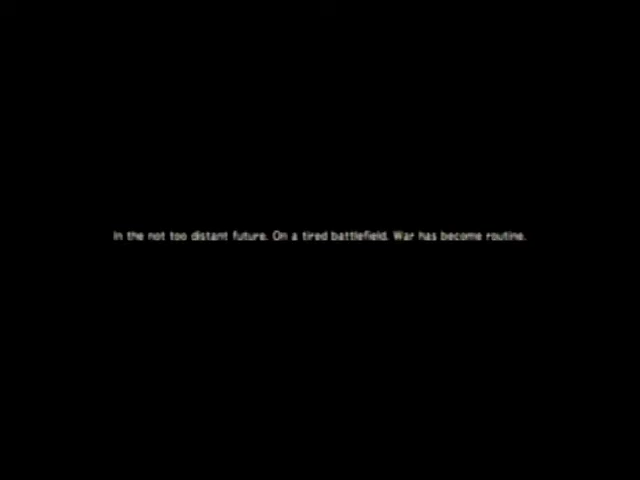 In the not too distant future. On a tired battlefield. War has become routine.